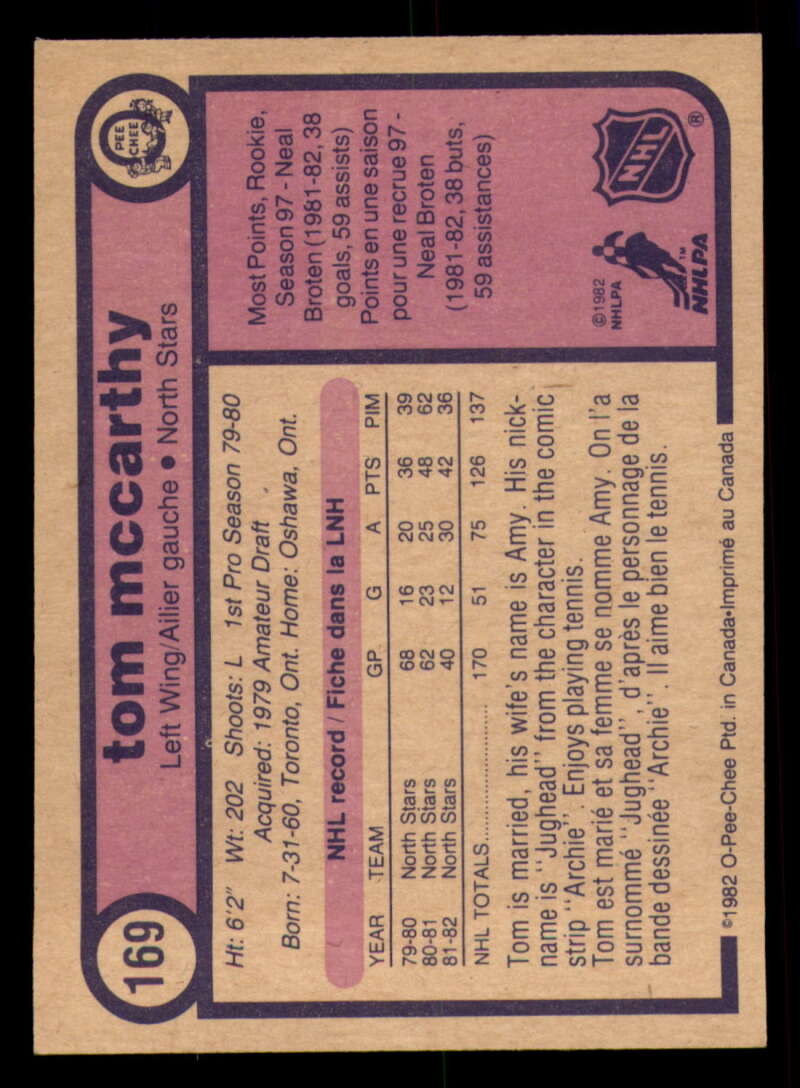 169
tom mccarthy
Left Wing/Ailier gauche • North Stars
O
PEE
CHEE
Ht: 6'2" Wt: 202 Shoots: L 1st Pro Season 79-80
Acquired: 1979 Amateur Draft
Born: 7-31-60, Toronto, Ont. Home: Oshawa, Ont.
NHL record / Fiche dans la LNH
YEAR TEAM GP G A PTS PIM
79-80 North Stars 68 16 20 36 39
80-81 North Stars 62 23 25 48 62
81-82 North Stars 40 12 30 42 36
NHL TOTALS............ 170 51 75 126 137
Tom is married, his wife's name is Amy. His nick-
name is "Jughead" from the character in the comic
strip "Archie". Enjoys playing tennis.
Tom est marié et sa femme se nomme Amy. On l'a
surnommé "Jughead", d'après le personnage de la
bande dessinée "Archie". Il aime bien le tennis.
Most Points, Rookie,
Season 97 - Neal
Broten (1981-82, 38
goals, 59 assists)
Points en une saison
pour une recrue 97 -
Neal Broten
(1981-82, 38 buts,
59 assistances)
©1982
NHLPA
NHLPA™
NHL®
©1982 O-Pee-Chee Ptd. in Canada•Imprimé au Canada